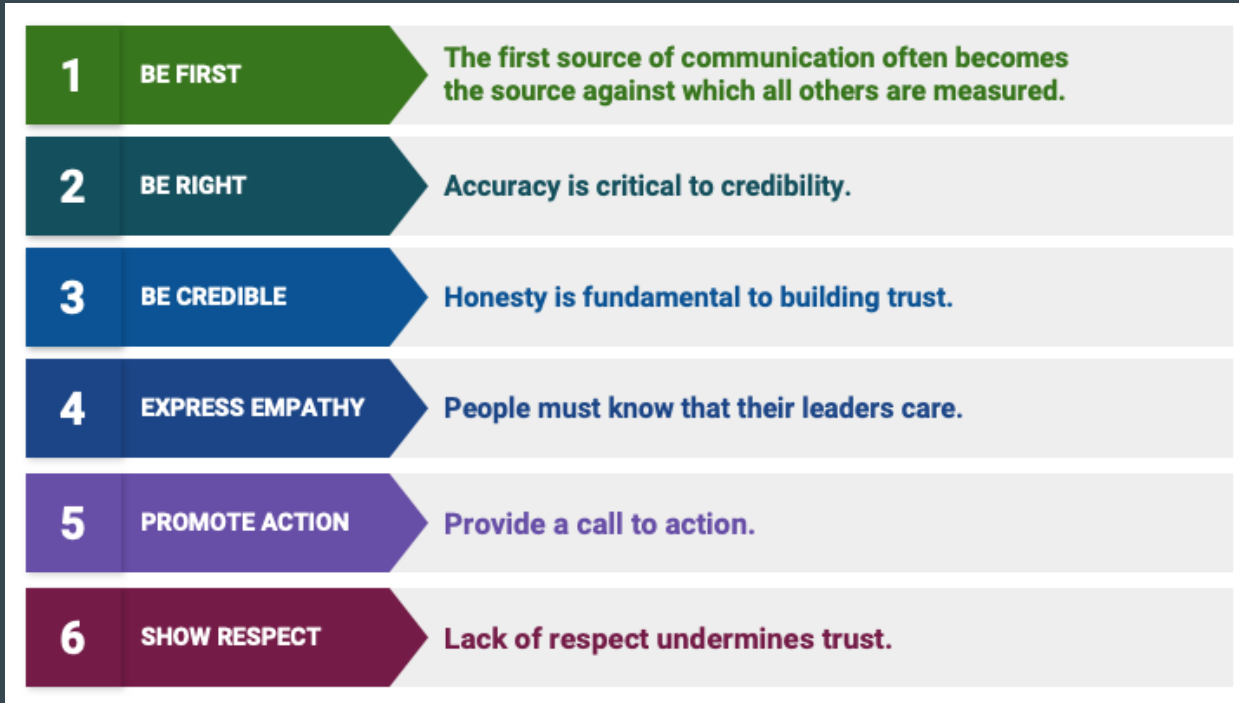 1 BE FIRST
The first source of communication often becomes
the source against which all others are measured.
2 BE RIGHT
Accuracy is critical to credibility.
3 BE CREDIBLE
Honesty is fundamental to building trust.
4 EXPRESS EMPATHY
People must know that their leaders care.
5 PROMOTE ACTION
Provide a call to action.
6 SHOW RESPECT
Lack of respect undermines trust.